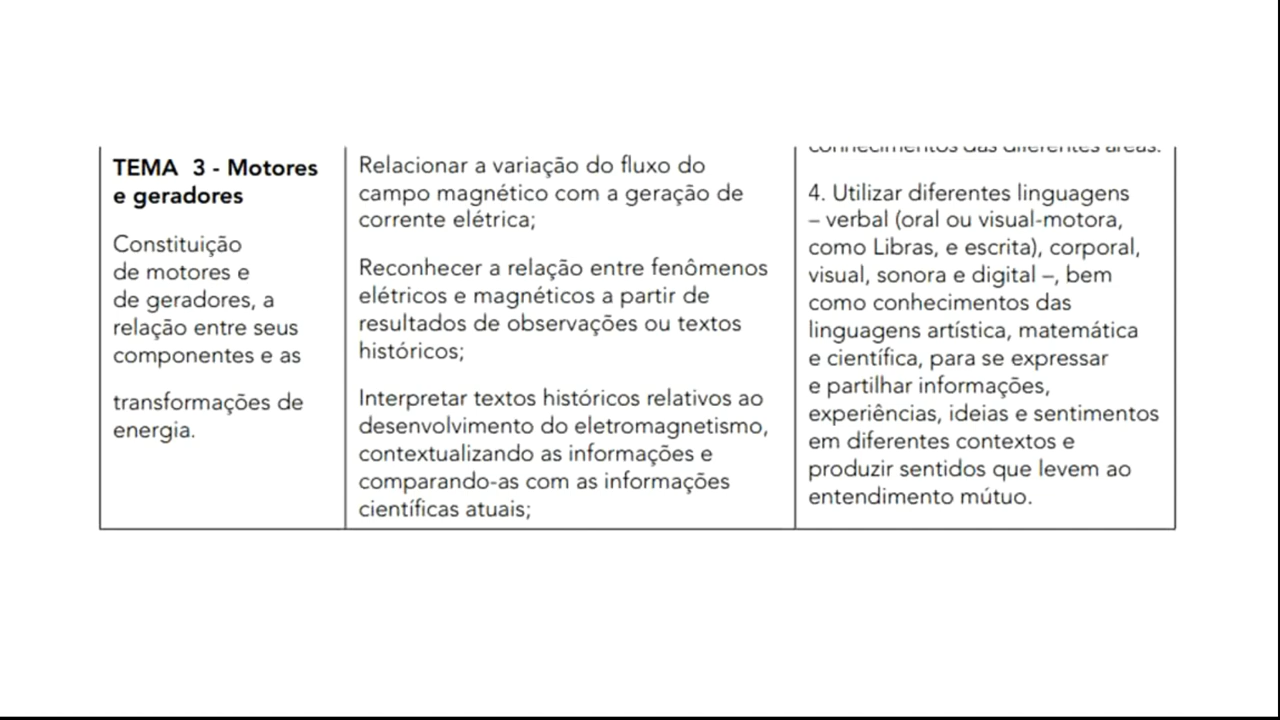 TEMA 3 - Motores
e geradores
Constituição
de motores e
de geradores, a
relação entre seus
componentes e as
transformações de
energia.
Relacionar a variação do fluxo do
campo magnético com a geração de
corrente elétrica;
Reconhecer a relação entre fenômenos
elétricos e magnéticos a partir de
resultados de observações ou textos
históricos;
Interpretar textos históricos relativos ao
desenvolvimento do eletromagnetismo,
contextualizando as informações e
comparando-as com as informações
científicas atuais;
conhecimentos das diferentes áreas.
4. Utilizar diferentes linguagens
– verbal (oral ou visual-motora,
como Libras, e escrita), corporal,
visual, sonora e digital –, bem
como conhecimentos das
linguagens artística, matemática
e científica, para se expressar
e partilhar informações,
experiências, ideias e sentimentos
em diferentes contextos e
produzir sentidos que levem ao
entendimento mútuo.